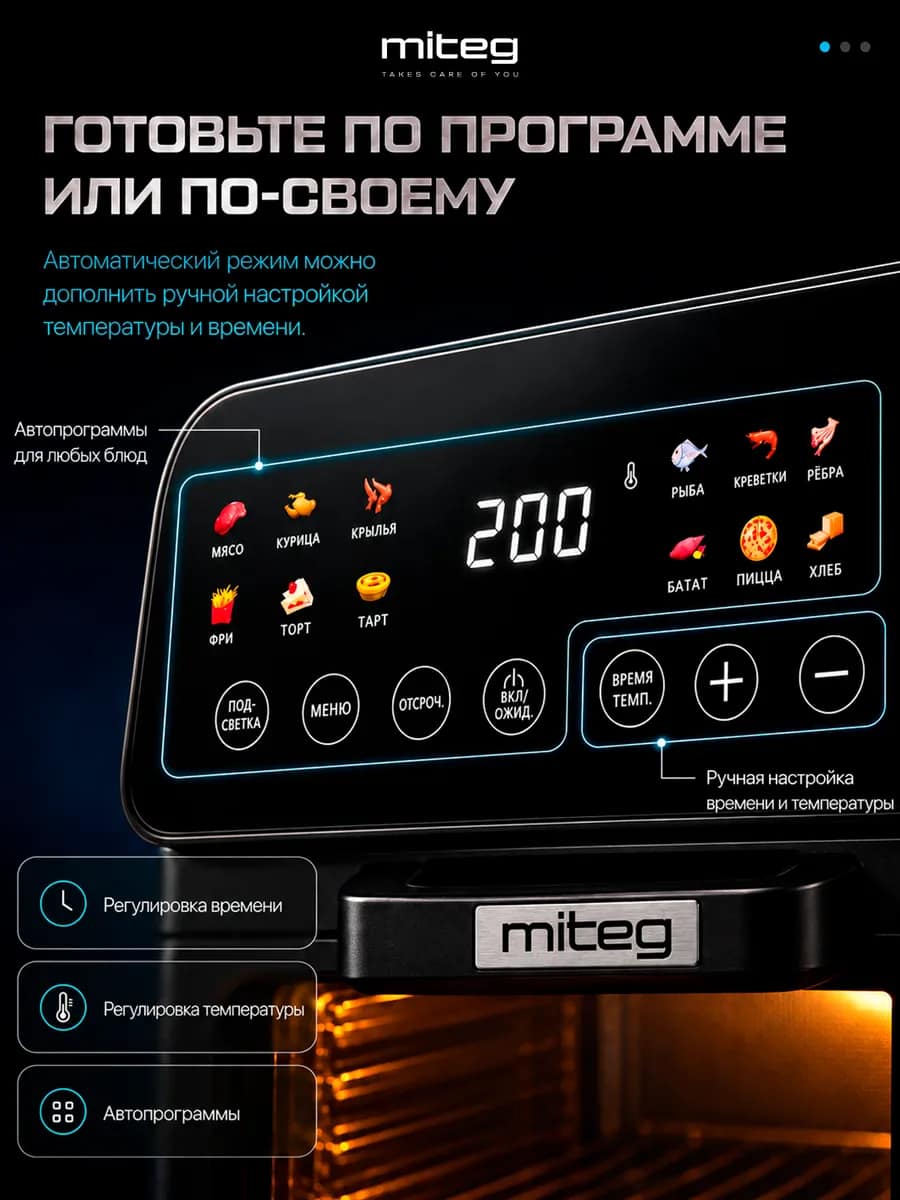 miteg
TAKES CARE OF YOU
ГОТОВЬТЕ ПО ПРОГРАММЕ
ИЛИ ПО-СВОЕМУ
Автоматический режим можно
дополнить ручной настройкой
температуры и времени.
Автопрограммы
для любых блюд
МЯСО
КУРИЦА
КРЫЛЬЯ
ФРИ
ТОРТ
ТАРТ
200
РЫБА
КРЕВЕТКИ
РЁБРА
БАТАТ
ПИЦЦА
ХЛЕБ
ПОД-
СВЕТКА
МЕНЮ
ОТСРОЧ.
ВКЛ/
ОЖИД.
ВРЕМЯ
ТЕМП.
+
−
Ручная настройка
времени и температуры
miteg
Регулировка времени
Регулировка температуры
Автопрограммы